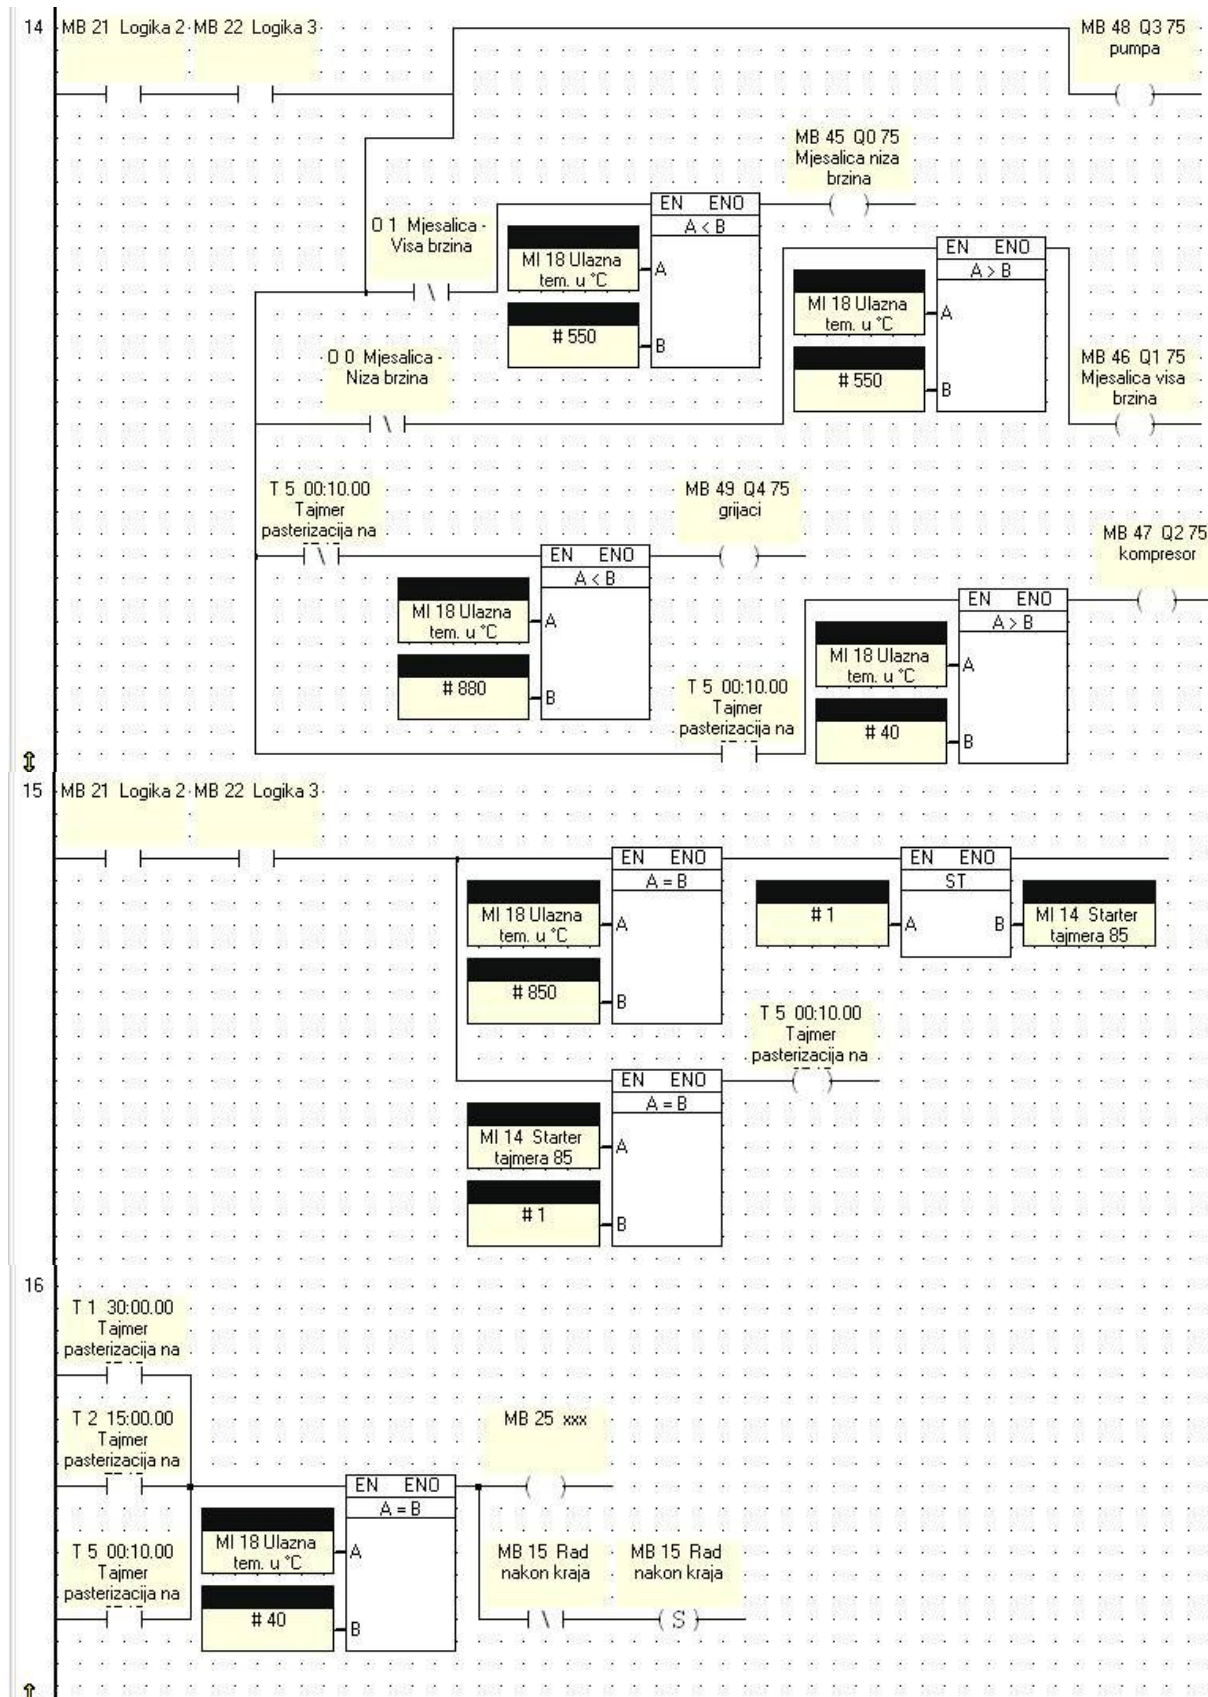 14
MB 21 Logika 2
MB 22 Logika 3
MB 48 Q3 75
pumpa
MB 45 Q0 75
Mjesalica niza
brzina
O 1 Mjesalica -
Visa brzina
EN ENO
A < B
MI 18 Ulazna
tem. u °C
A
# 550
B
EN ENO
A > B
MI 18 Ulazna
tem. u °C
A
# 550
B
O 0 Mjesalica -
Niza brzina
MB 46 Q1 75
Mjesalica visa
brzina
T 5 00:10.00
Tajmer
pasterizacija na
MB 49 Q4 75
grijaci
MB 47 Q2 75
kompresor
EN ENO
A < B
MI 18 Ulazna
tem. u °C
A
# 880
B
EN ENO
A > B
MI 18 Ulazna
tem. u °C
A
# 40
B
T 5 00:10.00
Tajmer
pasterizacija na
15
MB 21 Logika 2
MB 22 Logika 3
EN ENO
A = B
MI 18 Ulazna
tem. u °C
A
# 850
B
EN ENO
ST
# 1
A
B
MI 14 Starter
tajmera 85
T 5 00:10.00
Tajmer
pasterizacija na
EN ENO
A = B
MI 14 Starter
tajmera 85
A
# 1
B
16
T 1 30:00.00
Tajmer
pasterizacija na
T 2 15:00.00
Tajmer
pasterizacija na
MB 25 xxx
EN ENO
A = B
MI 18 Ulazna
tem. u °C
A
# 40
B
T 5 00:10.00
Tajmer
pasterizacija na
MB 15 Rad
nakon kraja
MB 15 Rad
nakon kraja
S